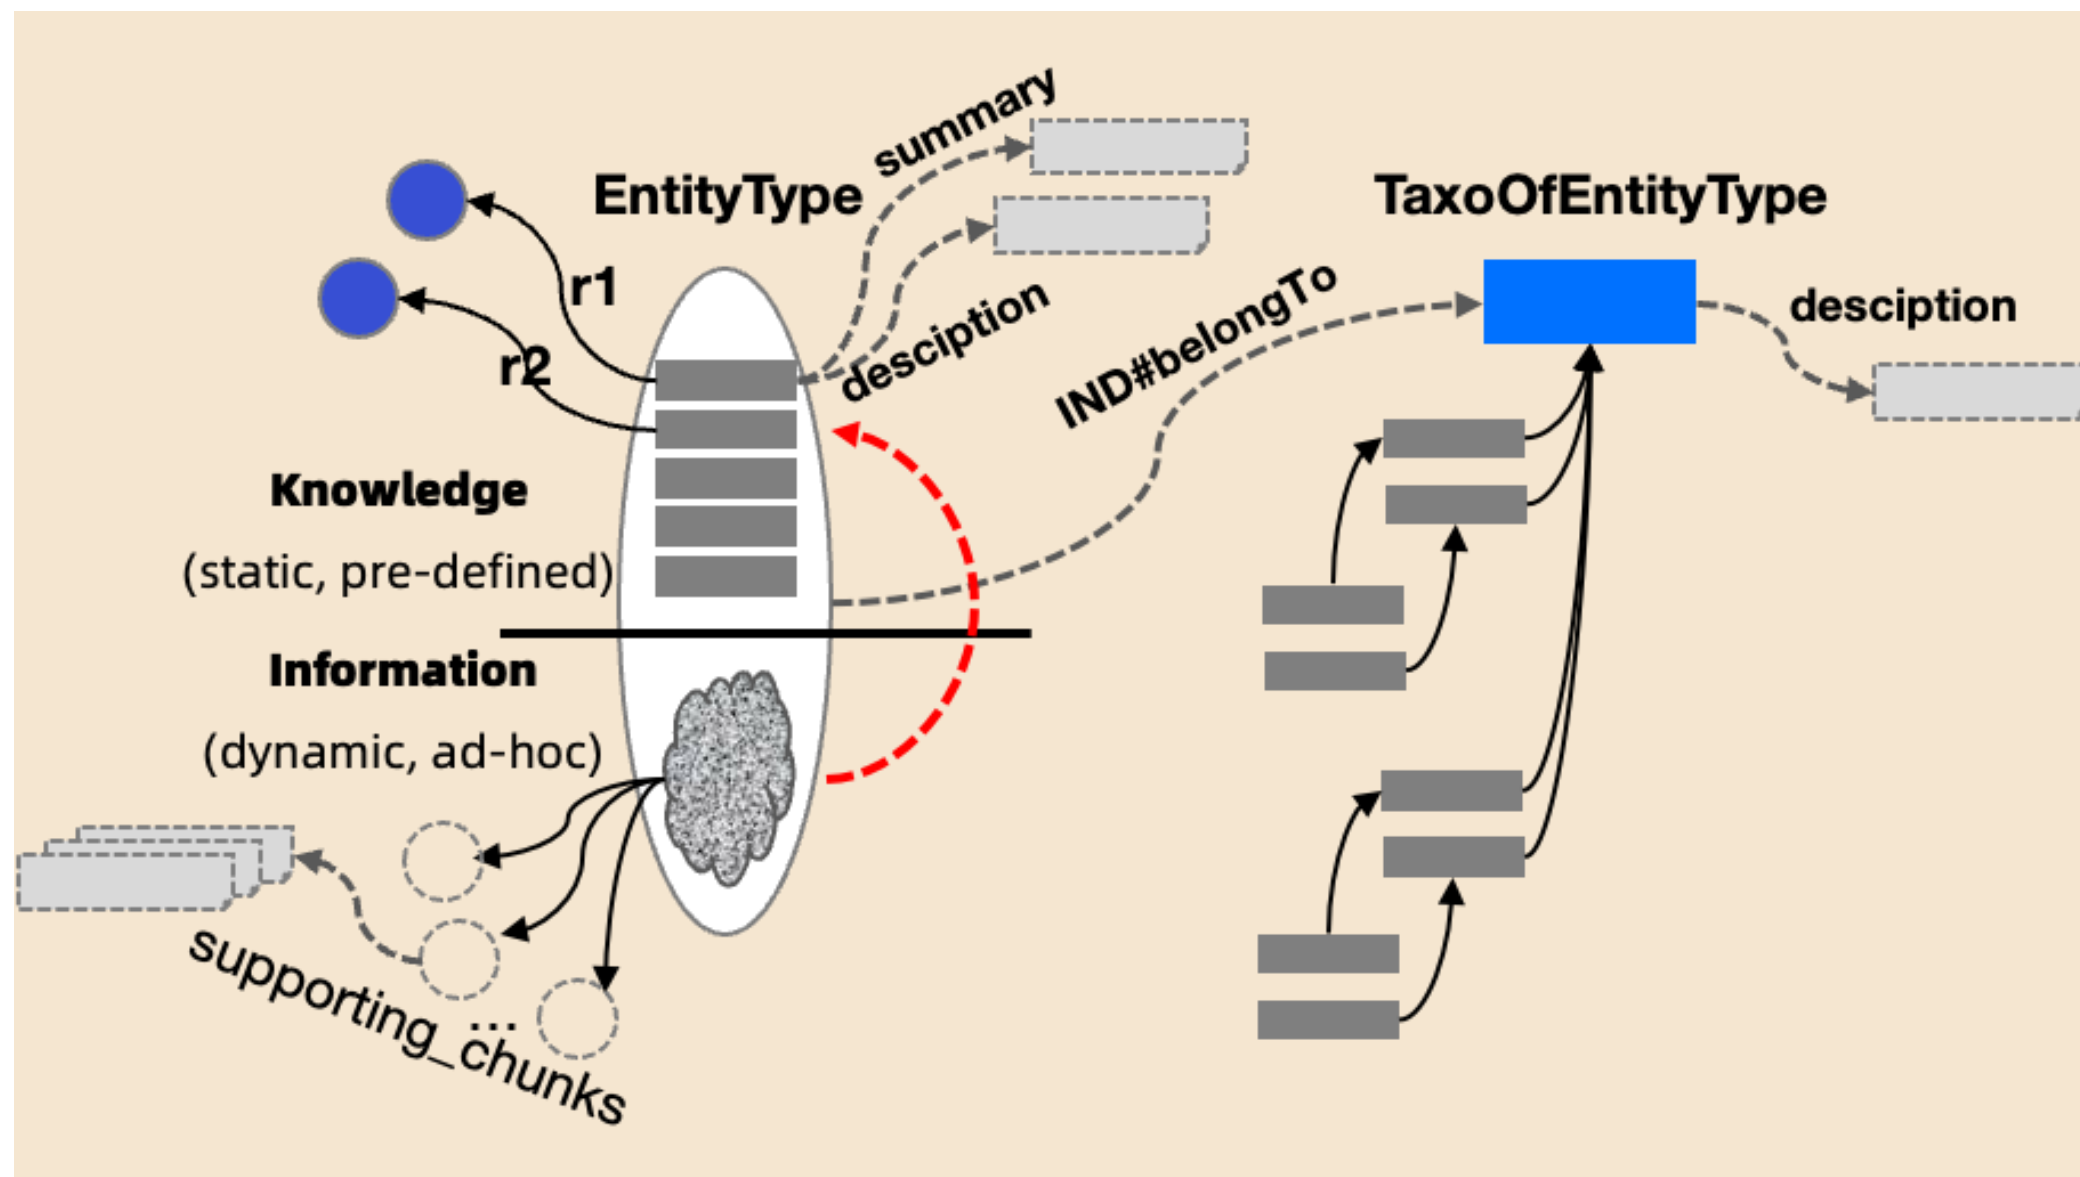 summary
EntityType
TaxoOfEntityType
r1
desciption
IND#belongTo
desciption
r2
Knowledge
(static, pre-defined)
Information
(dynamic, ad-hoc)
supporting_chunks
...